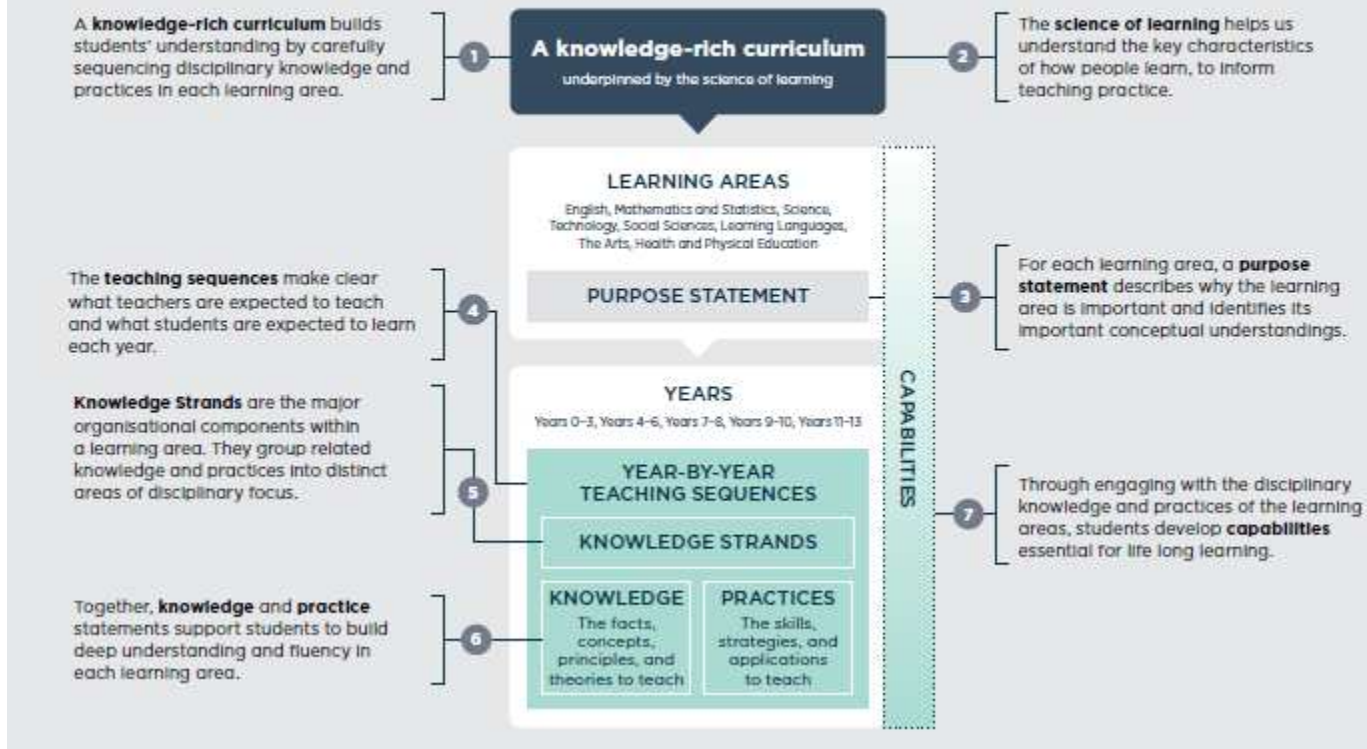 A knowledge-rich curriculum builds
students' understanding by carefully
sequencing disciplinary knowledge and
practices in each learning area.
1
A knowledge-rich curriculum
underpinned by the science of learning
2
The science of learning helps us
understand the key characteristics
of how people learn, to inform
teaching practice.
LEARNING AREAS
English, Mathematics and Statistics, Science,
Technology, Social Sciences, Learning Languages,
The Arts, Health and Physical Education
PURPOSE STATEMENT
3
For each learning area, a purpose
statement describes why the learning
area is important and identifies its
important conceptual understandings.
The teaching sequences make clear
what teachers are expected to teach
and what students are expected to learn
each year.
4
Knowledge Strands are the major
organisational components within
a learning area. They group related
knowledge and practices into distinct
areas of disciplinary focus.
5
YEARS
Years 0-3, Years 4-6, Years 7-8, Years 9-10, Years 11-13
YEAR-BY-YEAR
TEACHING SEQUENCES
KNOWLEDGE STRANDS
CAPABILITIES
7
Through engaging with the disciplinary
knowledge and practices of the learning
areas, students develop capabilities
essential for life long learning.
Together, knowledge and practice
statements support students to build
deep understanding and fluency in
each learning area.
6
KNOWLEDGE
The facts,
concepts,
principles, and
theories to teach
PRACTICES
The skills,
strategies, and
applications
to teach